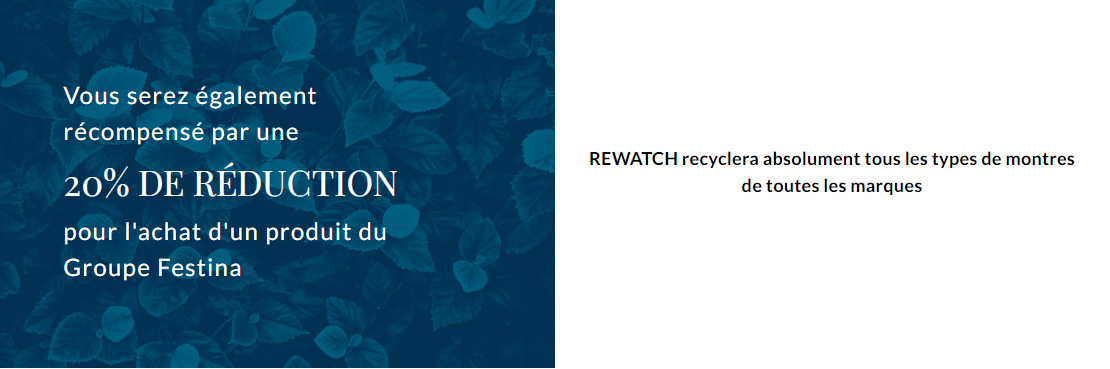 Vous serez également
récompensé par une
20% DE RÉDUCTION
pour l'achat d'un produit du
Groupe Festina
REWATCH recyclera absolument tous les types de montres
de toutes les marques